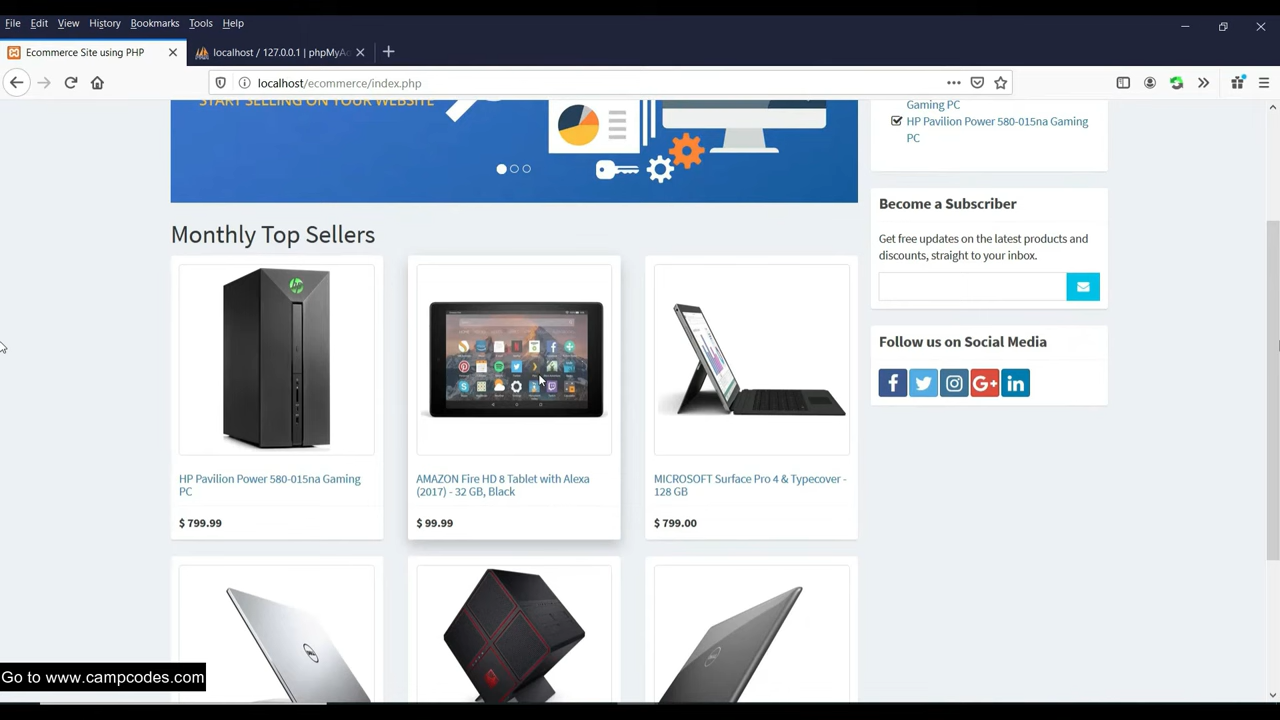 File Edit View History Bookmarks Tools Help
Ecommerce Site using PHP
localhost / 127.0.0.1 | phpMyAd
localhost/ecommerce/index.php
START SELLING ON YOUR WEBSITE
Gaming PC
HP Pavilion Power 580-015na Gaming
PC
Become a Subscriber
Get free updates on the latest products and
discounts, straight to your inbox.
Follow us on Social Media
Monthly Top Sellers
HP Pavilion Power 580-015na Gaming
PC
$ 799.99
AMAZON Fire HD 8 Tablet with Alexa
(2017) - 32 GB, Black
$ 99.99
MICROSOFT Surface Pro 4 & Typecover -
128 GB
$ 799.00
Go to www.campcodes.com